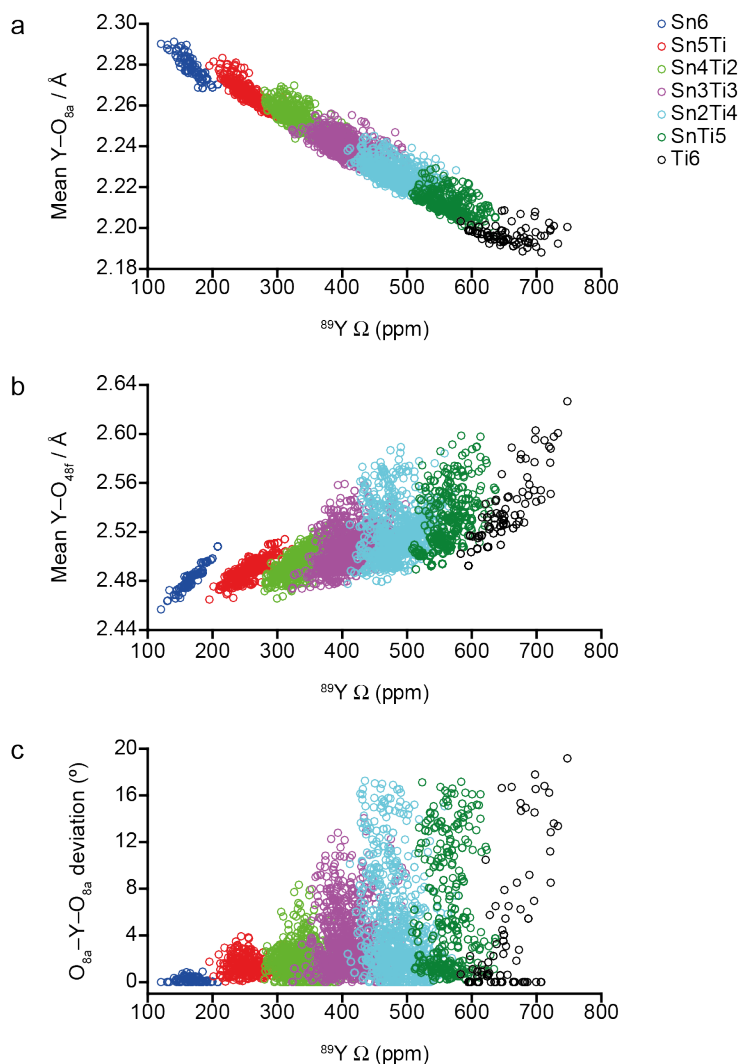 a
Mean Y–O8a / Å
2.30
2.28
2.26
2.24
2.22
2.20
2.18
100 200 300 400 500 600 700 800
89Y Ω (ppm)
Sn6
Sn5Ti
Sn4Ti2
Sn3Ti3
Sn2Ti4
SnTi5
Ti6
b
Mean Y–O48f / Å
2.64
2.60
2.56
2.52
2.48
2.44
100 200 300 400 500 600 700 800
89Y Ω (ppm)
c
O8a–Y–O8a deviation (º)
20
16
12
8
4
0
100 200 300 400 500 600 700 800
89Y Ω (ppm)